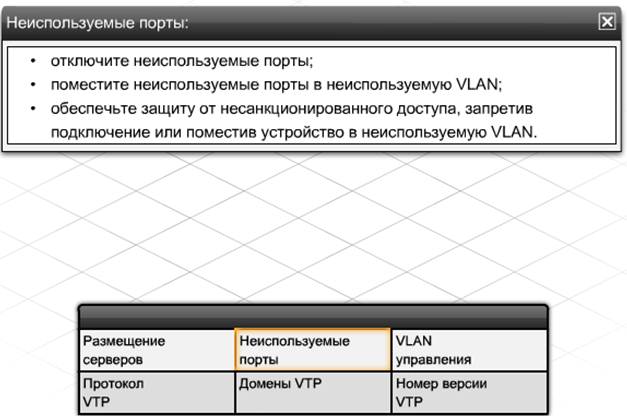 Неиспользуемые порты:
• отключите неиспользуемые порты;
• поместите неиспользуемые порты в неиспользуемую VLAN;
• обеспечьте защиту от несанкционированного доступа, запретив
подключение или поместив устройство в неиспользуемую VLAN.
Размещение
серверов
Неиспользуемые
порты
VLAN
управления
Протокол
VTP
Домены VTP
Номер версии
VTP